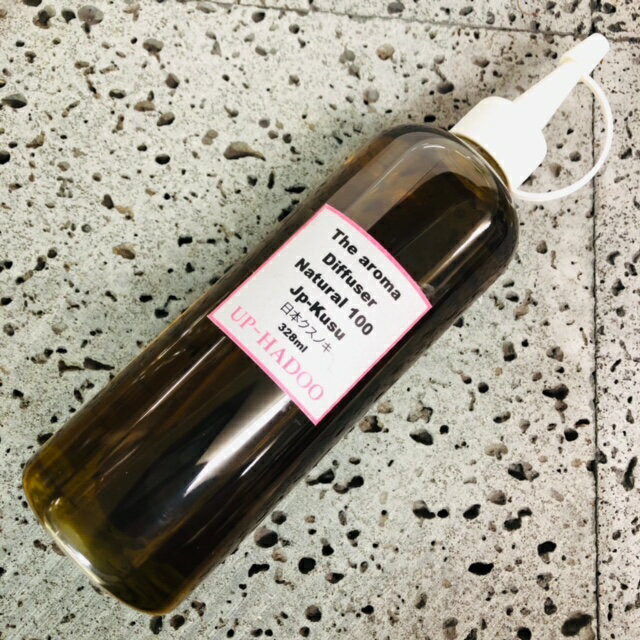 The aroma
Diffuser
Natural 100
Jp-Kusu
日本クスノキ
328ml
UP-HADOO